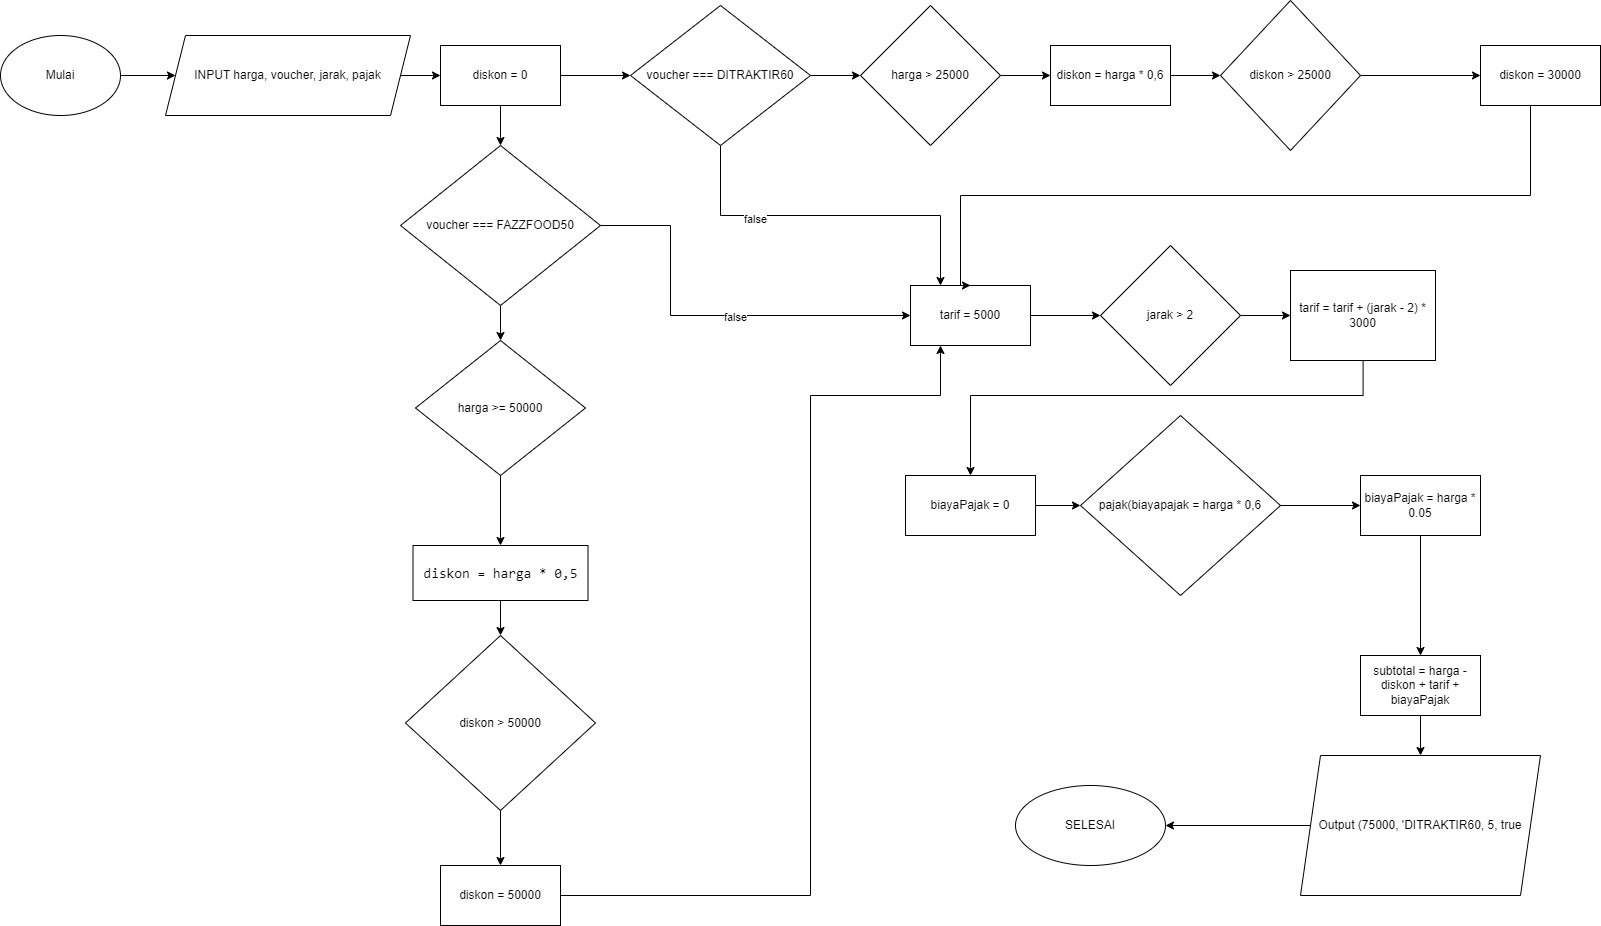 Mulai
INPUT harga, voucher, jarak, pajak
diskon = 0
voucher === DITRAKTIR60
harga > 25000
diskon = harga * 0,6
diskon > 25000
diskon = 30000
false
voucher === FAZZFOOD50
false
tarif = 5000
jarak > 2
tarif = tarif + (jarak - 2) *
3000
harga >= 50000
biayaPajak = 0
pajak(biayapajak = harga * 0,6
biayaPajak = harga *
0.05
diskon = harga * 0,5
diskon > 50000
subtotal = harga -
diskon + tarif +
biayaPajak
Output (75000, 'DITRAKTIR60, 5, true
SELESAI
diskon = 50000